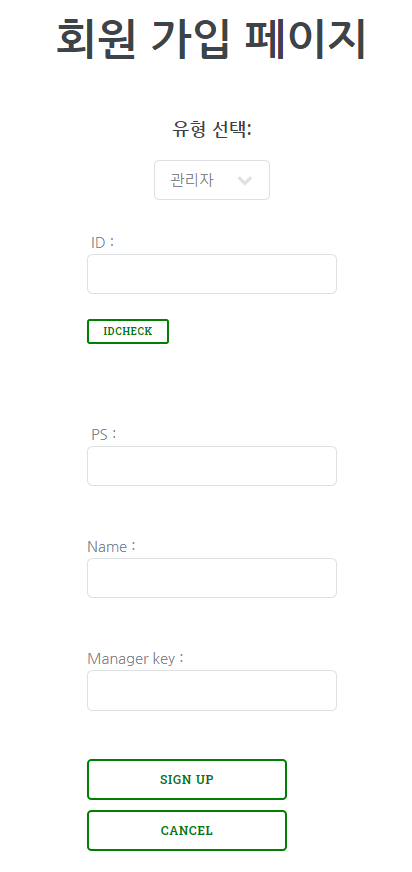 회원 가입 페이지
유형 선택:
관리자
ID :
IDCHECK
PS :
Name :
Manager key :
SIGN UP
CANCEL